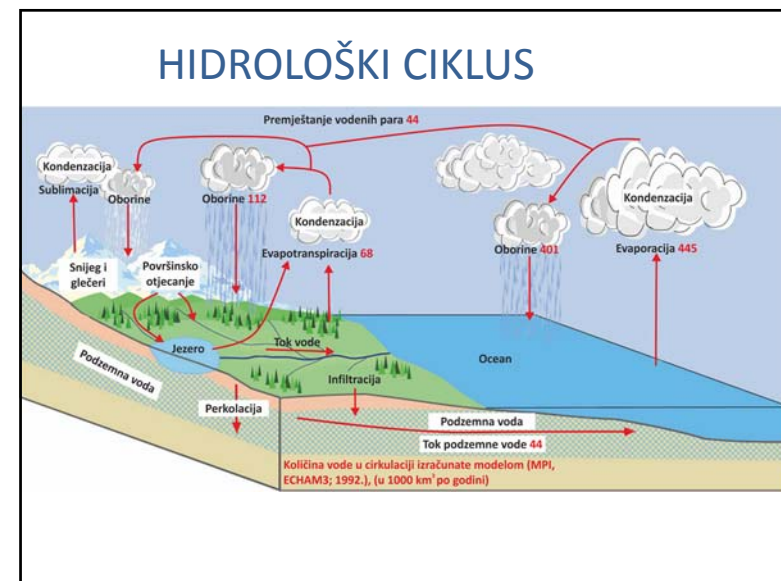 HIDROLOŠKI CIKLUS
Premještanje vodenih para 44
Kondenzacija
Sublimacija
Oborine
Oborine 112
Kondenzacija
Evapotranspiracija 68
Kondenzacija
Oborine 401
Evaporacija 445
Snijeg i
glečeri
Površinsko
otjecanje
Jezero
Tok vode
Ocean
Infiltracija
Podzemna voda
Perkolacija
Podzemna voda
Tok podzemne vode 44
Količina vode u cirkulaciji izračunate modelom (MPI,
ECHAM3; 1992.), (u 1000 km³ po godini)